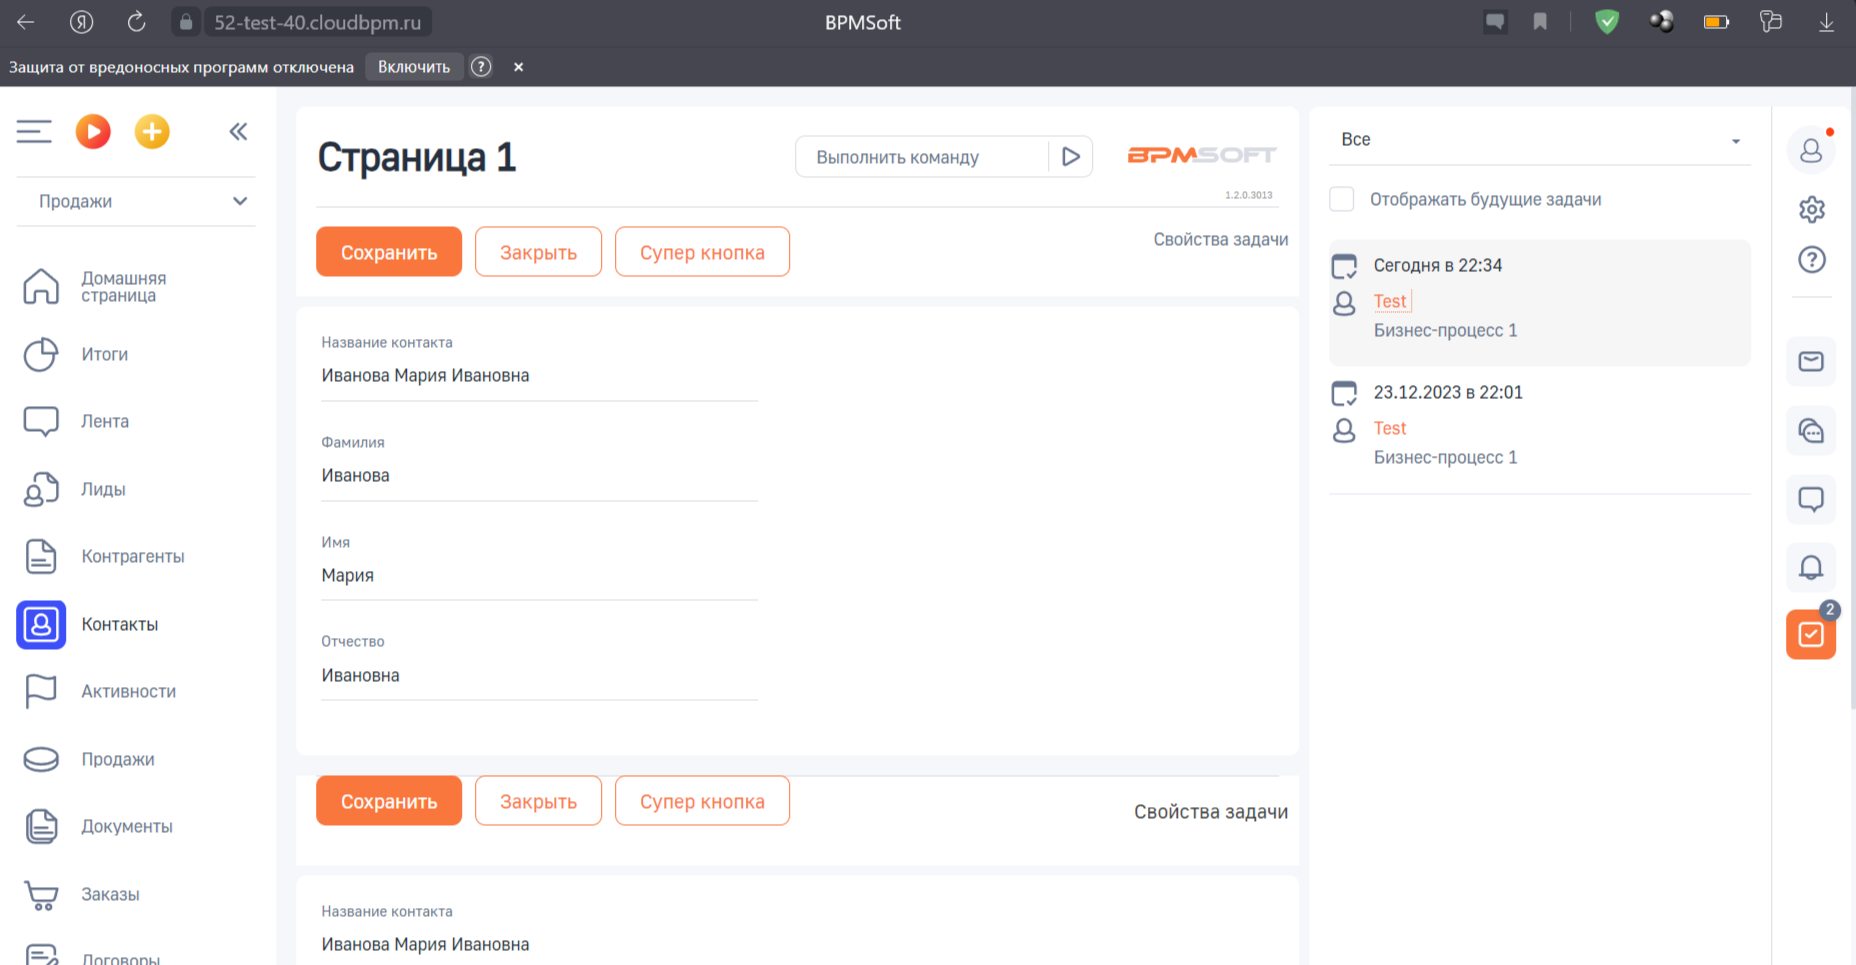 52-test-40.cloudbpm.ru
BPMSoft
Защита от вредоносных программ отключена
Включить
Продажи
Домашняя
страница
Итоги
Лента
Лиды
Контрагенты
Контакты
Активности
Продажи
Документы
Заказы
Договоры
Страница 1
Выполнить команду
BPMSOFT
1.2.0.3013
Сохранить
Закрыть
Супер кнопка
Свойства задачи
Название контакта
Иванова Мария Ивановна
Фамилия
Иванова
Имя
Мария
Отчество
Ивановна
Сохранить
Закрыть
Супер кнопка
Свойства задачи
Название контакта
Иванова Мария Ивановна
Все
Отображать будущие задачи
Сегодня в 22:34
Test
Бизнес-процесс 1
23.12.2023 в 22:01
Test
Бизнес-процесс 1
2